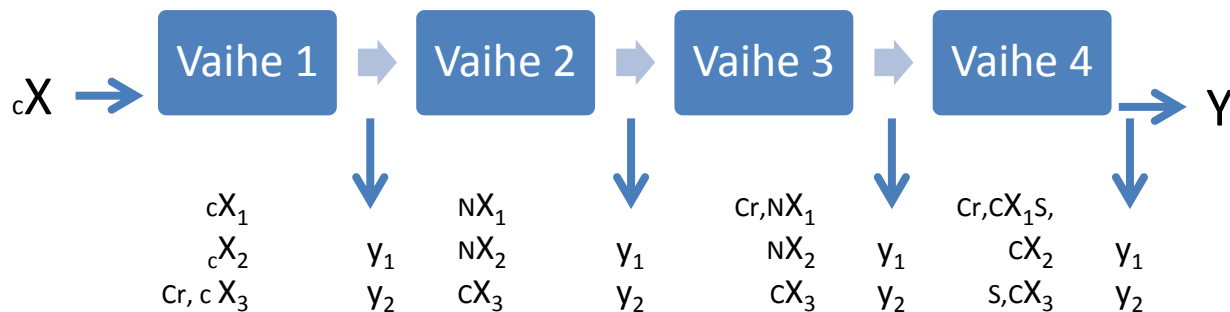 Vaihe 1 Vaihe 2 Vaihe 3 Vaihe 4
cX Y
cX1 NX1 Cr,NX1 Cr,CX1S,
cX2 y1 NX2 y1 NX2 y1 CX2 y1
Cr, c X3 y2 CX3 y2 CX3 y2 S,CX3 y2